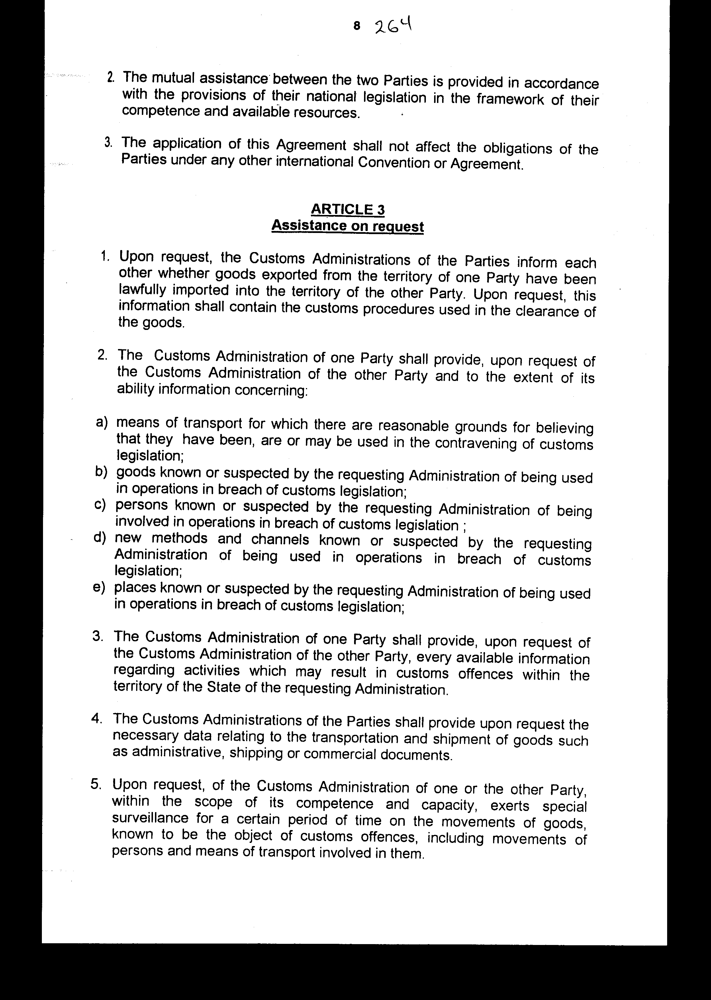 8 264
2. The mutual assistance between the two Parties is provided in accordance
with the provisions of their national legislation in the framework of their
competence and available resources.
3. The application of this Agreement shall not affect the obligations of the
Parties under any other international Convention or Agreement.
ARTICLE 3
Assistance on request
1. Upon request, the Customs Administrations of the Parties inform each
other whether goods exported from the territory of one Party have been
lawfully imported into the territory of the other Party. Upon request, this
information shall contain the customs procedures used in the clearance of
the goods.
2. The Customs Administration of one Party shall provide, upon request of
the Customs Administration of the other Party and to the extent of its
ability information concerning:
a) means of transport for which there are reasonable grounds for believing
that they have been, are or may be used in the contravening of customs
legislation;
b) goods known or suspected by the requesting Administration of being used
in operations in breach of customs legislation;
c) persons known or suspected by the requesting Administration of being
involved in operations in breach of customs legislation ;
d) new methods and channels known or suspected by the requesting
Administration of being used in operations in breach of customs
legislation;
e) places known or suspected by the requesting Administration of being used
in operations in breach of customs legislation;
3. The Customs Administration of one Party shall provide, upon request of
the Customs Administration of the other Party, every available information
regarding activities which may result in customs offences within the
territory of the State of the requesting Administration.
4. The Customs Administrations of the Parties shall provide upon request the
necessary data relating to the transportation and shipment of goods such
as administrative, shipping or commercial documents.
5. Upon request, of the Customs Administration of one or the other Party,
within the scope of its competence and capacity, exerts special
surveillance for a certain period of time on the movements of goods,
known to be the object of customs offences, including movements of
persons and means of transport involved in them.